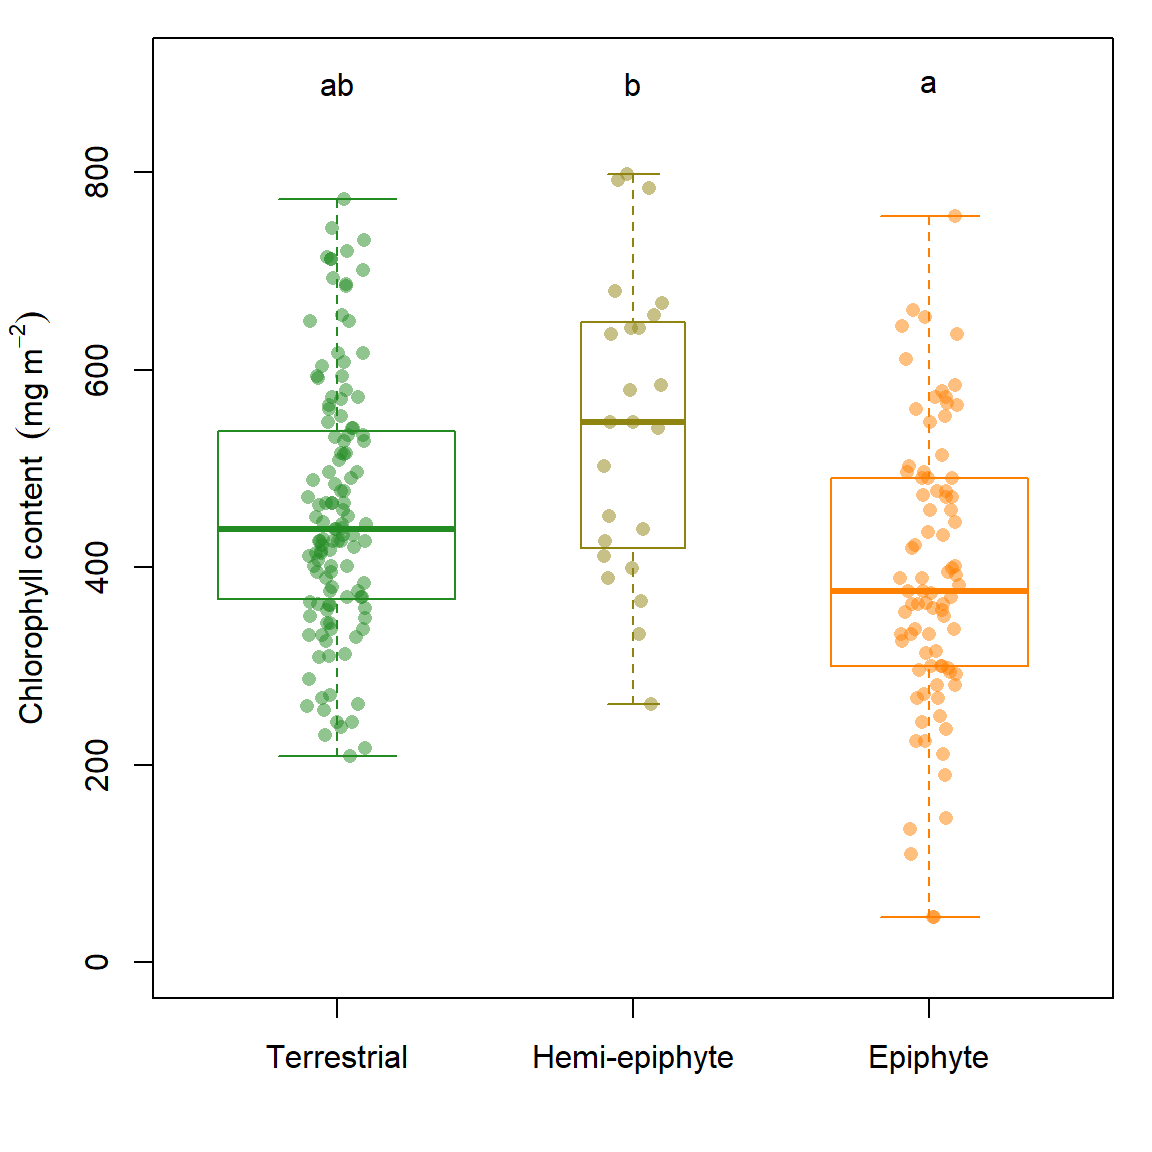 ab b a
800
600
400
200
0
Chlorophyll content (mg m⁻²)
Terrestrial Hemi-epiphyte Epiphyte